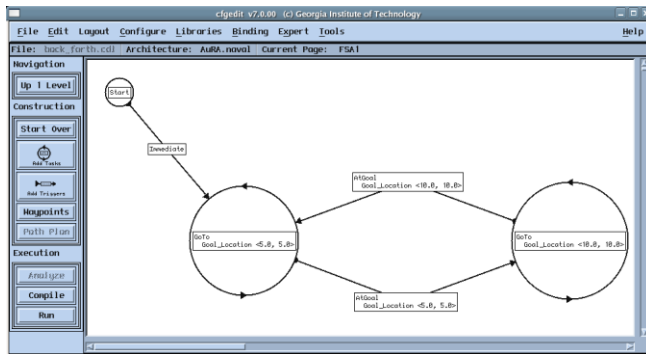 cfgedit v7.0.00 (c) Georgia Institute of Technology
File Edit Layout Configure Libraries Binding Expert Tools Help
File: back_forth.cdl Architecture: AuRA.naval Current Page: FSA1
Navigation
Up 1 Level
Construction
Start Over
Add Tasks
Add Triggers
Waypoints
Path Plan
Execution
Analyze
Compile
Run
Start
Immediate
AtGoal
Goal_Location <10.0, 10.0>
GoTo
Goal_Location <5.0, 5.0>
GoTo
Goal_Location <10.0, 10.0>
AtGoal
Goal_Location <5.0, 5.0>